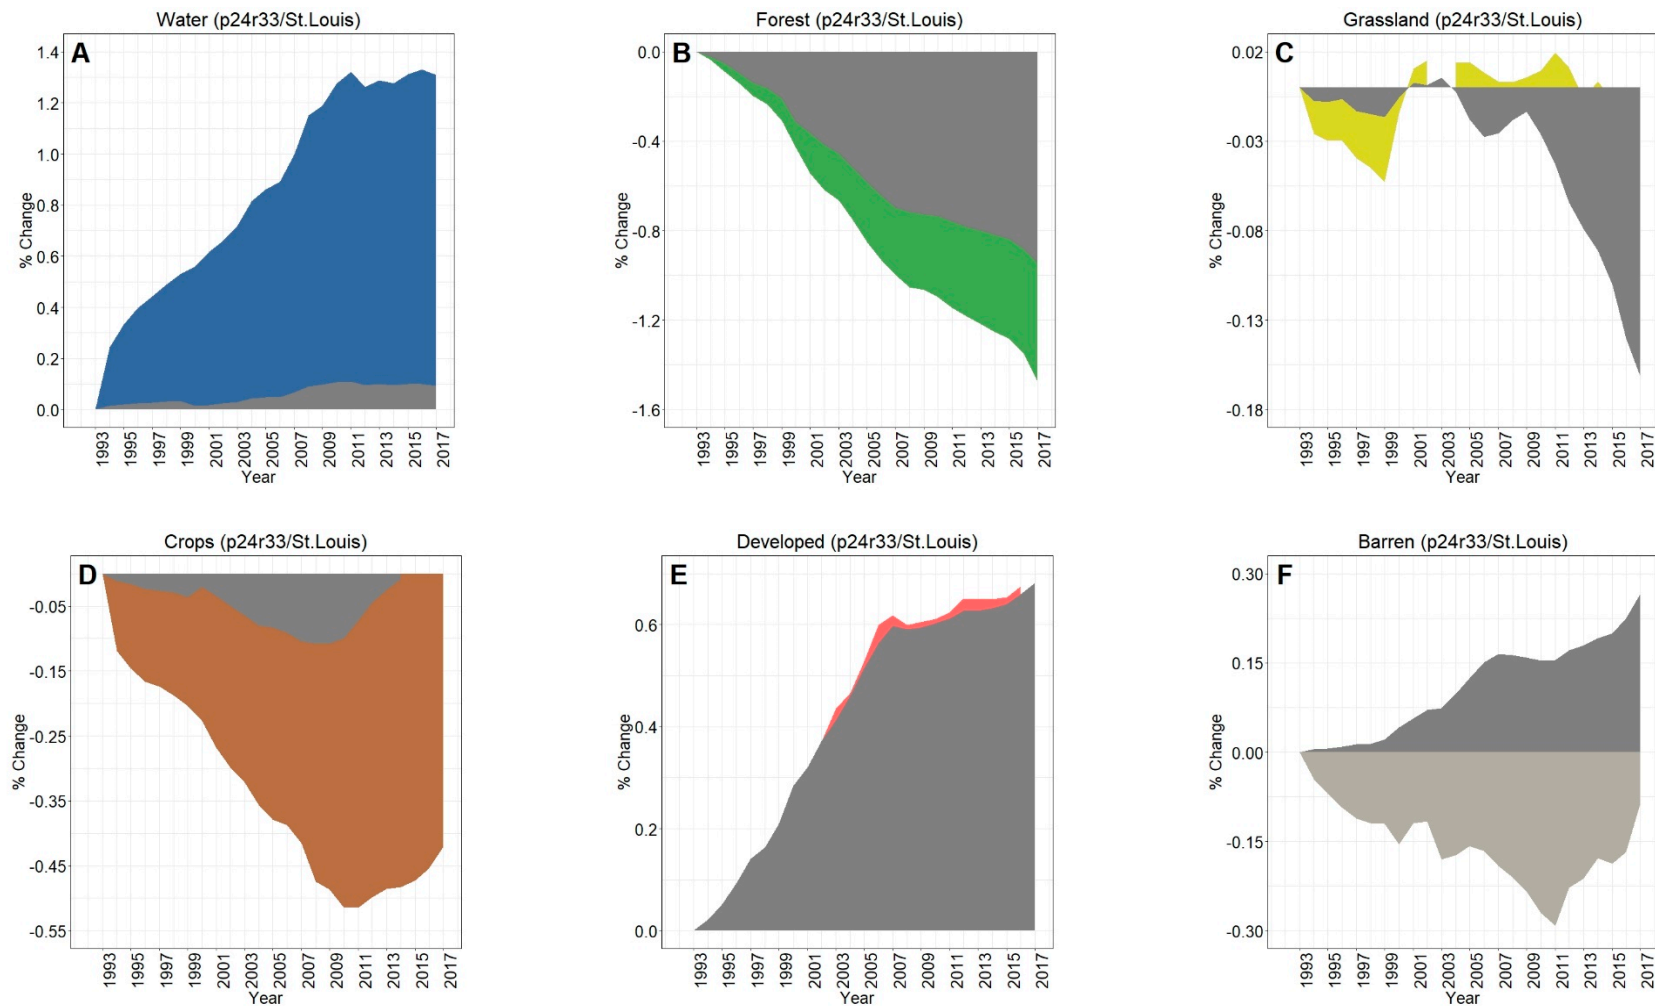 Water (p24r33/St.Louis)
A
1.4
1.2
1.0
0.8
0.6
0.4
0.2
0.0
% Change
1993 1995 1997 1999 2001 2003 2005 2007 2009 2011 2013 2015 2017
Year
Forest (p24r33/St.Louis)
B
0.0
-0.4
-0.8
-1.2
-1.6
% Change
1993 1995 1997 1999 2001 2003 2005 2007 2009 2011 2013 2015 2017
Year
Grassland (p24r33/St.Louis)
C
0.02
-0.03
-0.08
-0.13
-0.18
% Change
1993 1995 1997 1999 2001 2003 2005 2007 2009 2011 2013 2015 2017
Year
Crops (p24r33/St.Louis)
D
-0.05
-0.15
-0.25
-0.35
-0.45
-0.55
% Change
1993 1995 1997 1999 2001 2003 2005 2007 2009 2011 2013 2015 2017
Year
Developed (p24r33/St.Louis)
E
0.6
0.4
0.2
0.0
% Change
1993 1995 1997 1999 2001 2003 2005 2007 2009 2011 2013 2015 2017
Year
Barren (p24r33/St.Louis)
F
0.30
0.15
0.00
-0.15
-0.30
% Change
1993 1995 1997 1999 2001 2003 2005 2007 2009 2011 2013 2015 2017
Year